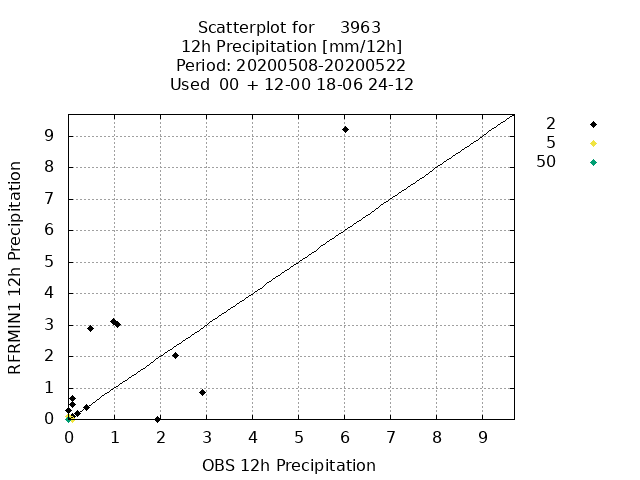 Scatterplot for 3963
12h Precipitation [mm/12h]
Period: 20200508-20200522
Used 00 + 12-00 18-06 24-12
2
5
50
9
8
7
6
5
4
3
2
1
0
0 1 2 3 4 5 6 7 8 9
RFRMIN1 12h Precipitation
OBS 12h Precipitation